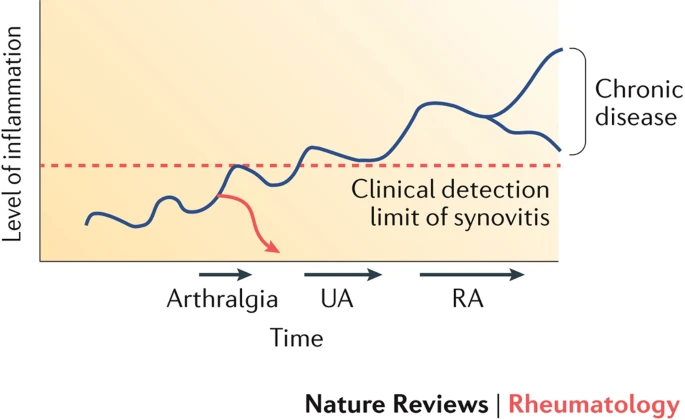 Level of inflammation
Chronic
disease
Clinical detection
limit of synovitis
Arthralgia
UA
RA
Time
Nature Reviews | Rheumatology